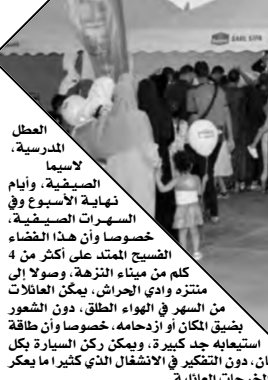 العطل
المدرسية،
لاسيما
الصيفية، وأيام
نهاية الأسبوع وفي
السهرات الصيفية،
خصوصا وأن هذا الفضاء
الفسيح الممتد على أكثر من 4
كلم من ميناء النزهة، وصولا إلى
منتزه وادي الحراش، يمكّن العائلات
من السهر في الهواء الطلق، دون الشعور
بضيق المكان أو ازدحامه، خصوصا وأن طاقة
استيعابه جد كبيرة، ويمكن ركن السيارة بكل
ان، دون التفكير في الانشغال الذي كثيرا ما يعكر